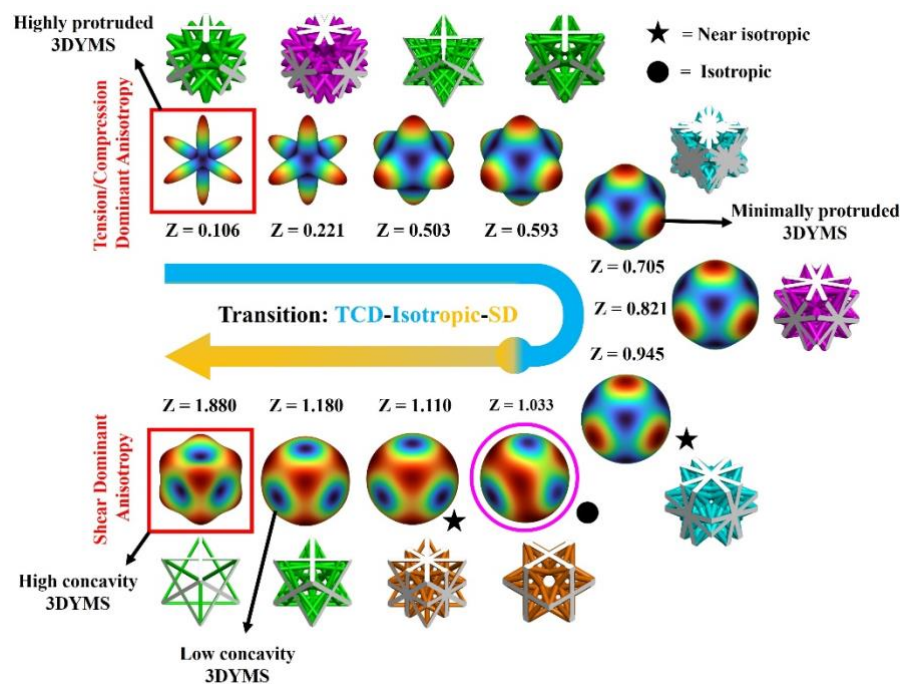 Highly protruded
3DYMS
★ = Near isotropic
● = Isotropic
Tension/Compression
Dominant Anisotropy
Z = 0.106
Z = 0.221
Z = 0.503
Z = 0.593
Minimally protruded
3DYMS
Z = 0.705
Transition: TCD-Isotropic-SD
Z = 0.821
Z = 0.945
Z = 1.880
Z = 1.180
Z = 1.110
Z = 1.033
Shear Dominant
Anisotropy
High concavity
3DYMS
Low concavity
3DYMS